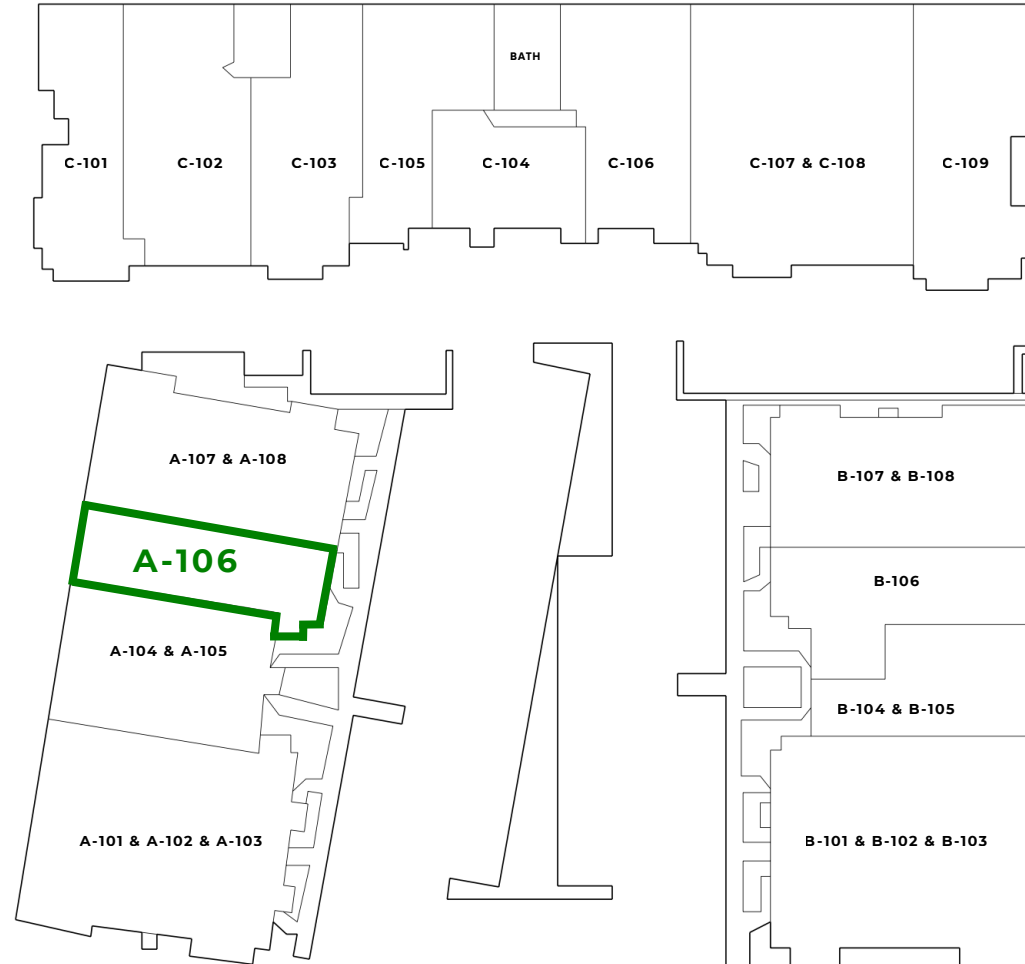 BATH
C-101
C-102
C-103
C-105
C-104
C-106
C-107 & C-108
C-109
A-107 & A-108
B-107 & B-108
A-106
B-106
A-104 & A-105
B-104 & B-105
A-101 & A-102 & A-103
B-101 & B-102 & B-103